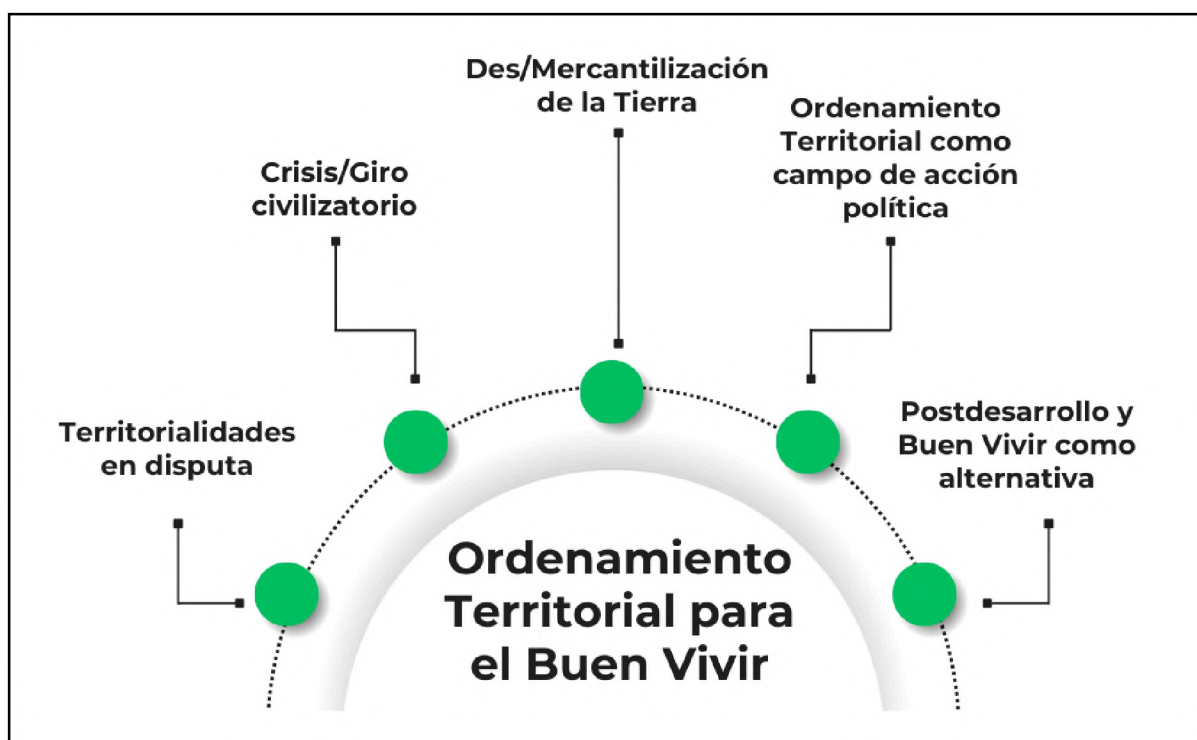 Territorialidades
en disputa
Crisis/Giro
civilizatorio
Des/Mercantilización
de la Tierra
Ordenamiento
Territorial como
campo de acción
política
Postdesarrollo y
Buen Vivir como
alternativa
Ordenamiento
Territorial para
el Buen Vivir